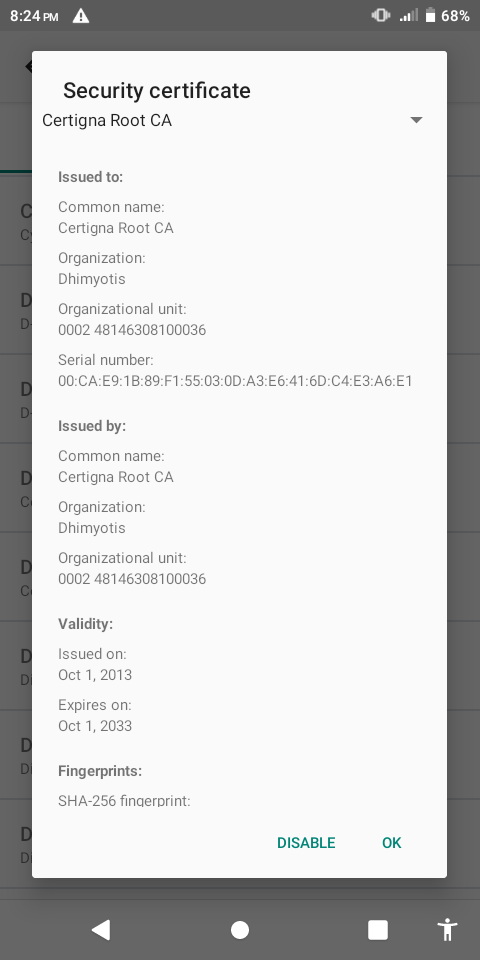 8:24 PM
68%
Security certificate
Certigna Root CA
Issued to:
Common name:
Certigna Root CA
Organization:
Dhimyotis
Organizational unit:
0002 48146308100036
Serial number:
00:CA:E9:1B:89:F1:55:03:0D:A3:E6:41:6D:C4:E3:A6:E1
Issued by:
Common name:
Certigna Root CA
Organization:
Dhimyotis
Organizational unit:
0002 48146308100036
Validity:
Issued on:
Oct 1, 2013
Expires on:
Oct 1, 2033
Fingerprints:
SHA-256 fingerprint:
DISABLE OK